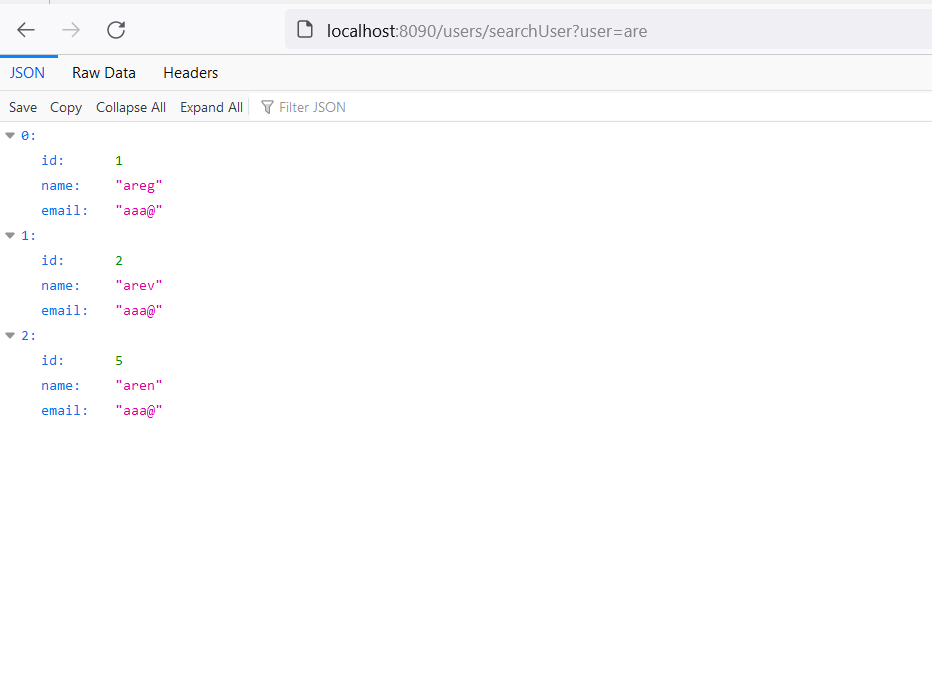 localhost:8090/users/searchUser?user=are
JSON Raw Data Headers
Save Copy Collapse All Expand All Filter JSON
0:
id: 1
name: "areg"
email: "aaa@"
1:
id: 2
name: "arev"
email: "aaa@"
2:
id: 5
name: "aren"
email: "aaa@"